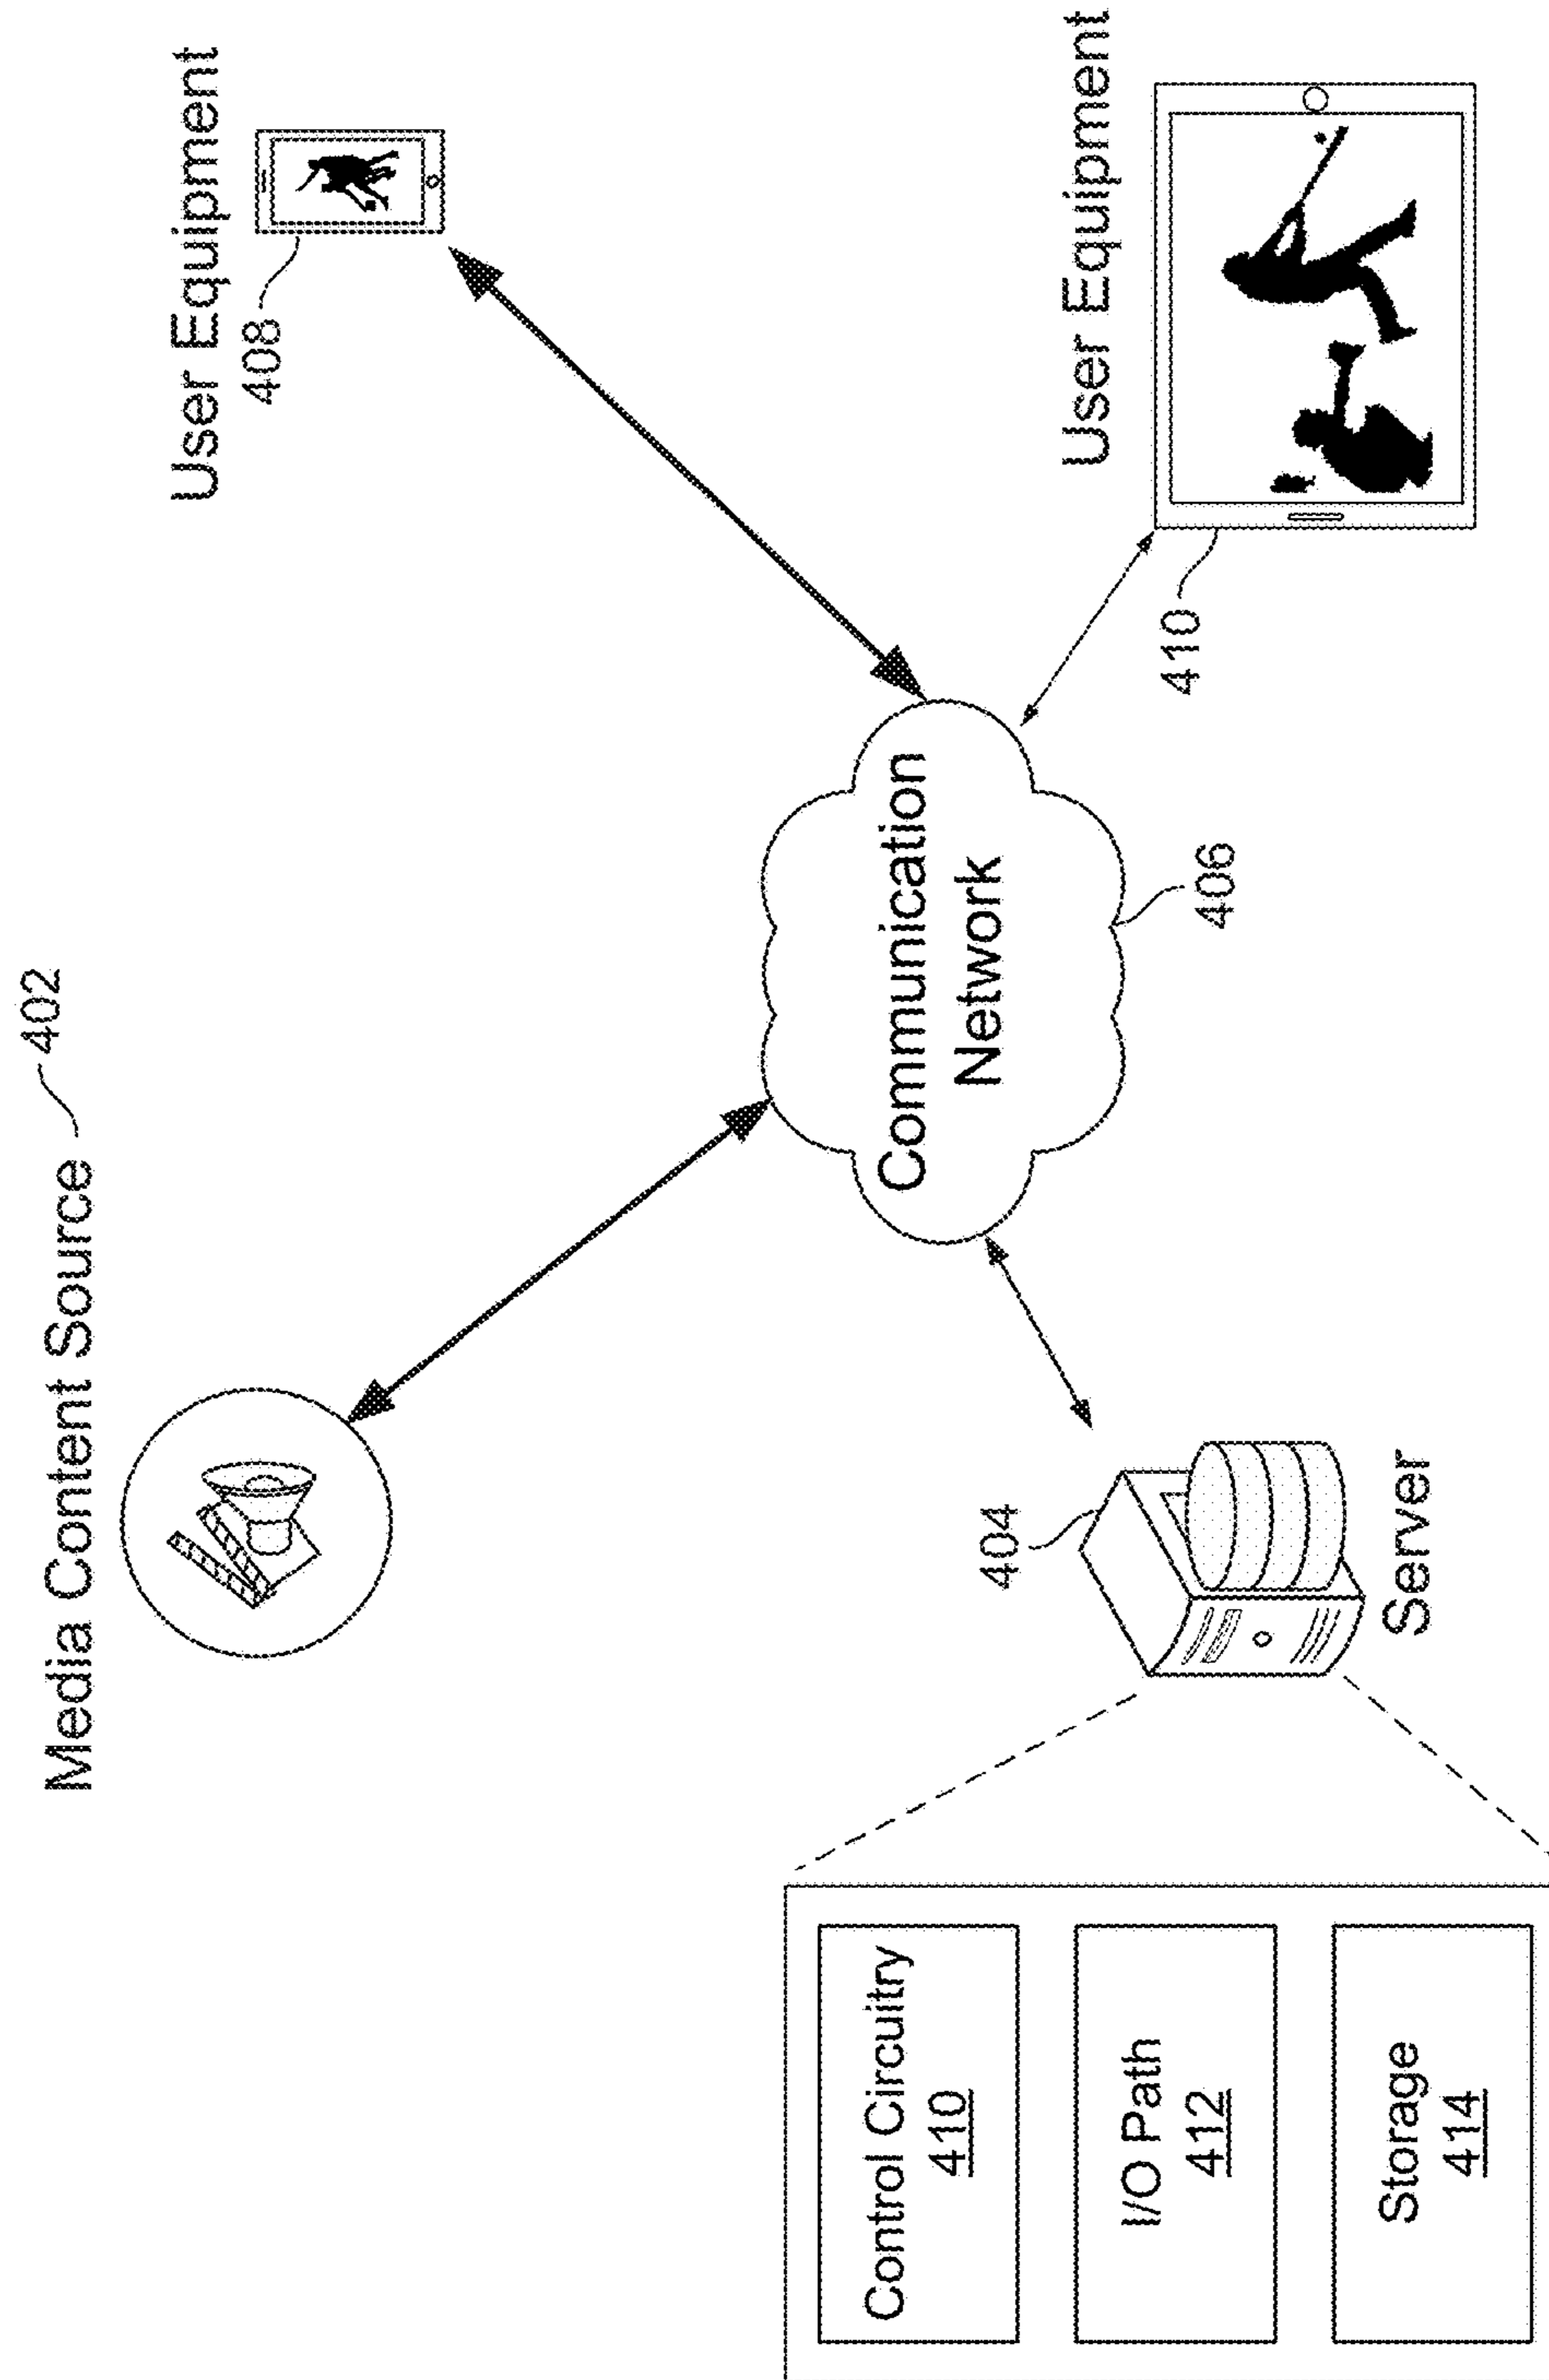 Media Content Source
402
User Equipment
408
Communication
Network
406
404
Server
User Equipment
410
Control Circuitry
410
I/O Path
412
Storage
414